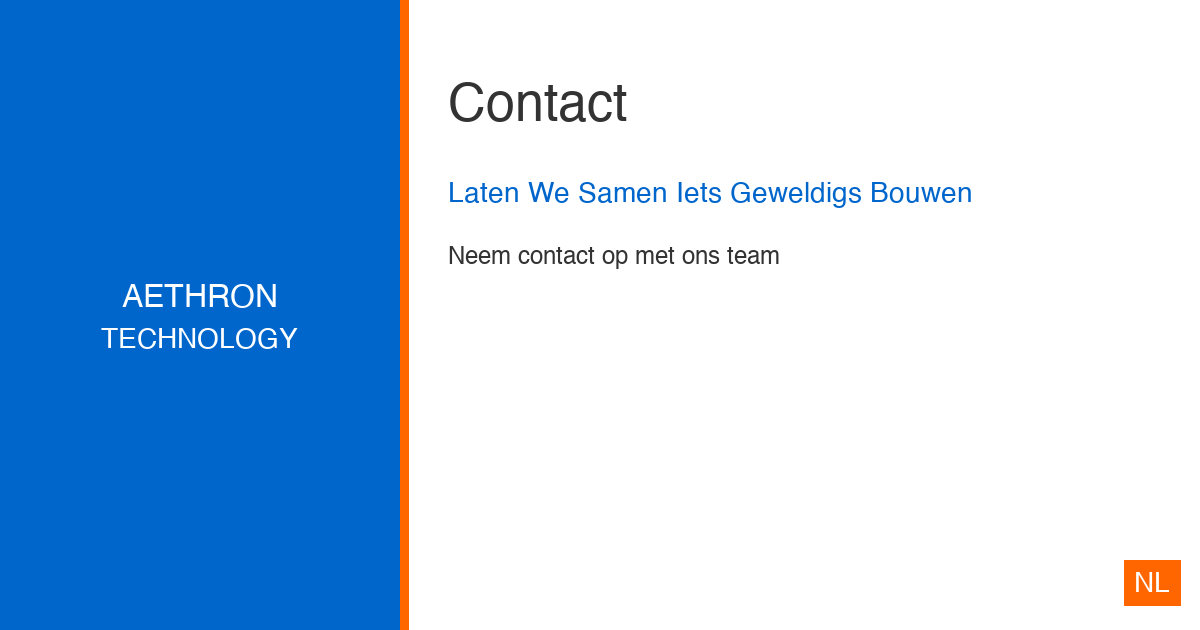 AETHRON
TECHNOLOGY
Contact
Laten We Samen Iets Geweldigs Bouwen
Neem contact op met ons team
NL